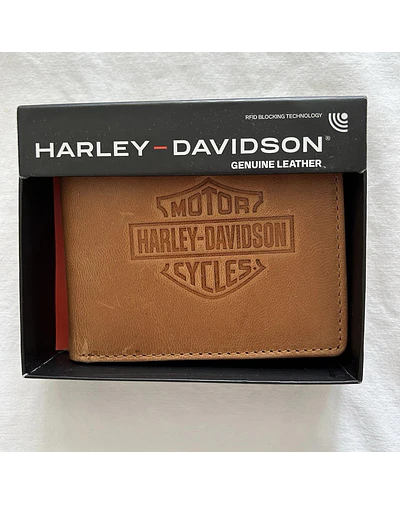 RFID BLOCKING TECHNOLOGY
HARLEY-DAVIDSON®
GENUINE LEATHER
MOTOR
HARLEY-DAVIDSON
CYCLES